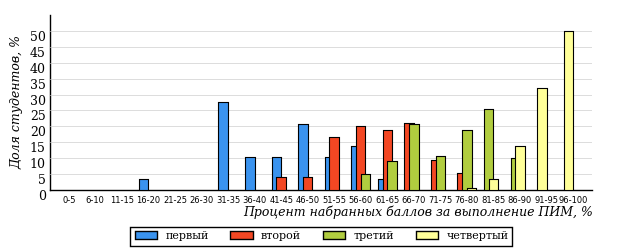 Доля студентов, %
50
45
40
35
30
25
20
15
10
5
0
0-5 6-10 11-15 16-20 21-25 26-30 31-35 36-40 41-45 46-50 51-55 56-60 61-65 66-70 71-75 76-80 81-85 86-90 91-95 96-100
Процент набранных баллов за выполнение ПИМ, %
первый второй третий четвертый